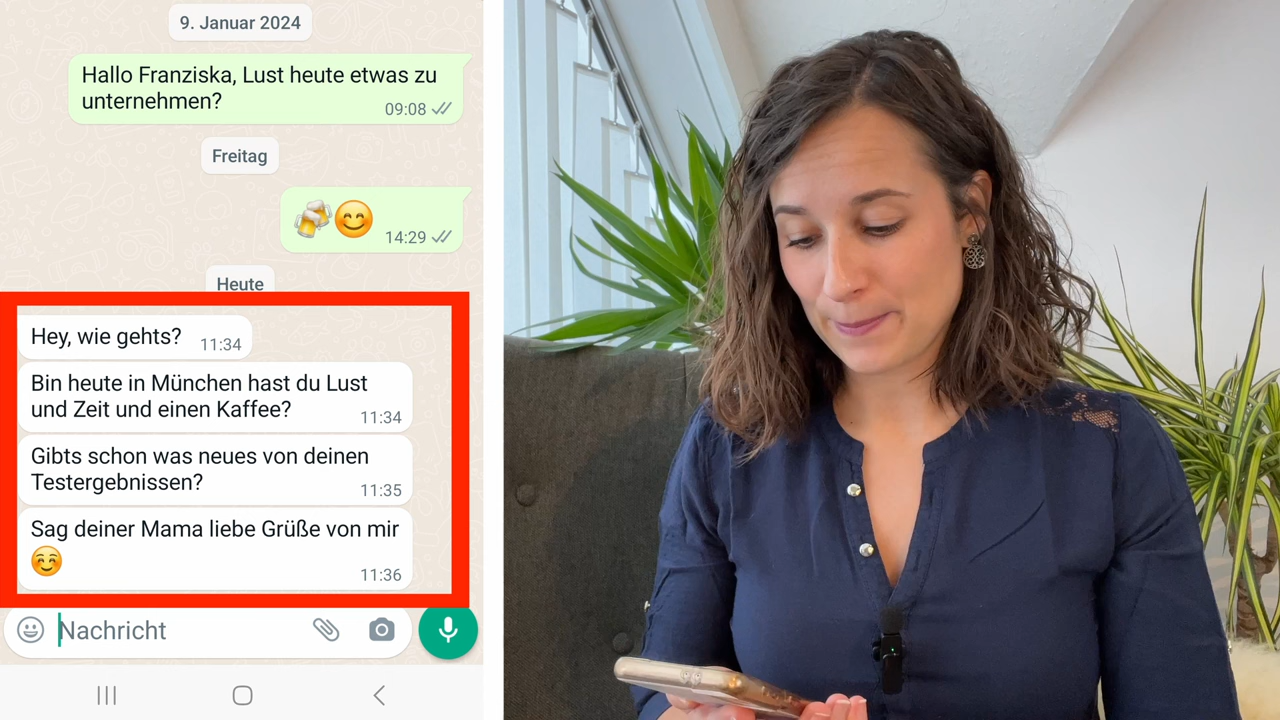 9. Januar 2024
Hallo Franziska, Lust heute etwas zu
unternehmen?
09:08
Freitag
🍻😊
14:29
Heute
Hey, wie gehts?
11:34
Bin heute in München hast du Lust
und Zeit und einen Kaffee?
11:34
Gibts schon was neues von deinen
Testergebnissen?
11:35
Sag deiner Mama liebe Grüße von mir
☺️
11:36
Nachricht